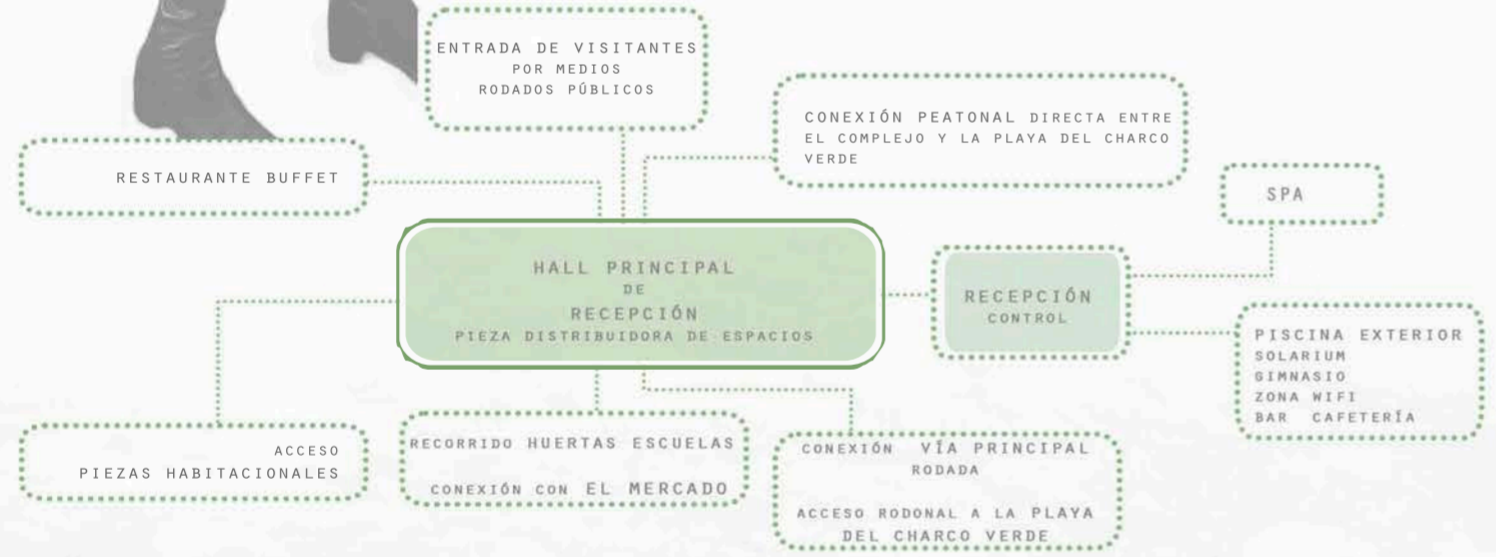 ENTRADA DE VISITANTES
POR MEDIOS
RODADOS PÚBLICOS
CONEXIÓN PEATONAL DIRECTA ENTRE
EL COMPLEJO Y LA PLAYA DEL CHARCO
VERDE
RESTAURANTE BUFFET
SPA
HALL PRINCIPAL
DE
RECEPCIÓN
PIEZA DISTRIBUIDORA DE ESPACIOS
RECEPCIÓN
CONTROL
PISCINA EXTERIOR
SOLARIUM
GIMNASIO
ZONA WIFI
BAR CAFETERÍA
ACCESO
PIEZAS HABITACIONALES
RECORRIDO HUERTAS ESCUELAS
CONEXIÓN CON EL MERCADO
CONEXIÓN VÍA PRINCIPAL
RODADA
ACCESO RODONAL A LA PLAYA
DEL CHARCO VERDE